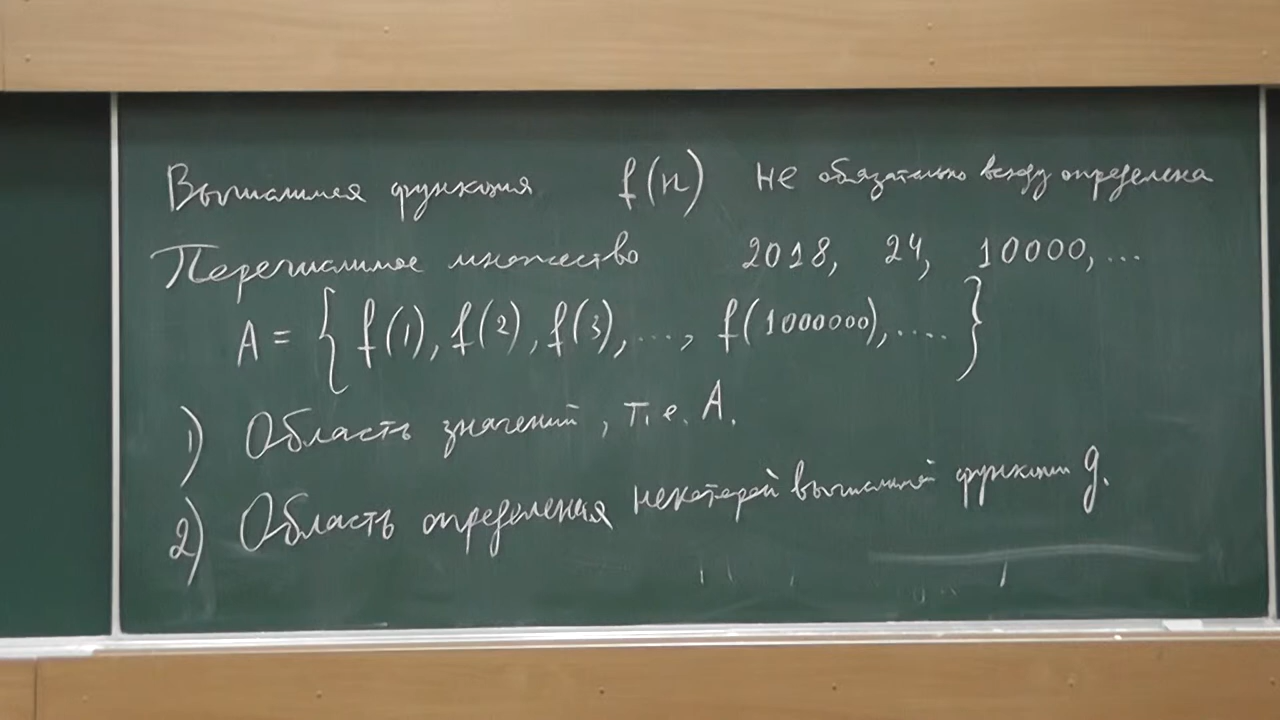 Вычислимая функция f(n) не обязательно всюду определена
Перечислимое множество 2018, 24, 10000, ...
A = { f(1), f(2), f(3), ..., f(1000000), .... }
1) Область значений, т.е. A.
2) Область определения некоторой вычислимой функции g.